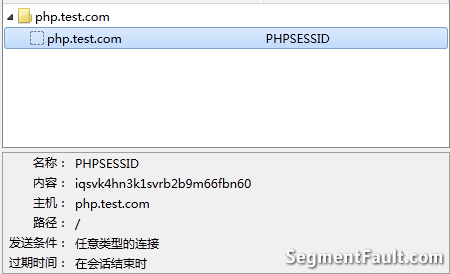 php.test.com
php.test.com PHPSESSID
名称： PHPSESSID
内容： iqsvk4hn3k1svrb2b9m66fbn60
主机： php.test.com
路径： /
发送条件： 任意类型的连接
过期时间： 在会话结束时
SegmentFault.com